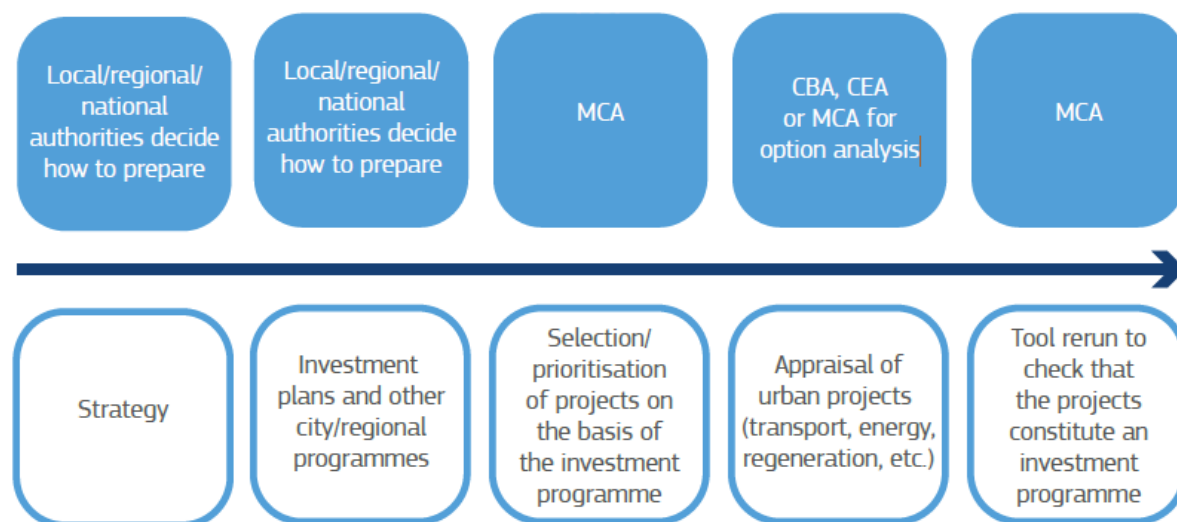 Local/regional/
national
authorities decide
how to prepare
Local/regional/
national
authorities decide
how to prepare
MCA
CBA, CEA
or MCA for
option analysis
MCA
Strategy
Investment
plans and other
city/regional
programmes
Selection/
prioritisation
of projects on
the basis of
the investment
programme
Appraisal of
urban projects
(transport, energy,
regeneration, etc.)
Tool rerun to
check that
the projects
constitute an
investment
programme